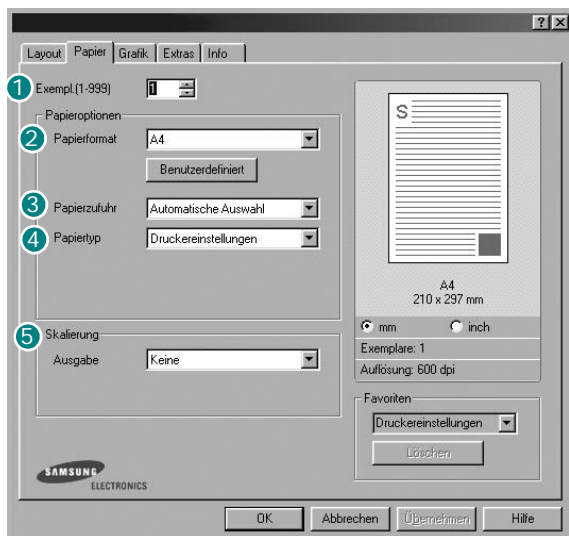 ? ×
Layout Papier Grafik Extras Info
1 Exempl.(1-999) 1
Papieroptionen
2 Papierformat A4
Benutzerdefiniert
3 Papierzufuhr Automatische Auswahl
4 Papiertyp Druckereinstellungen
5 Skalierung
Ausgabe Keine
S
A4
210 x 297 mm
mm inch
Exemplare: 1
Auflösung: 600 dpi
Favoriten
Druckereinstellungen
Löschen
SAMSUNG
ELECTRONICS
OK Abbrechen Übernehmen Hilfe